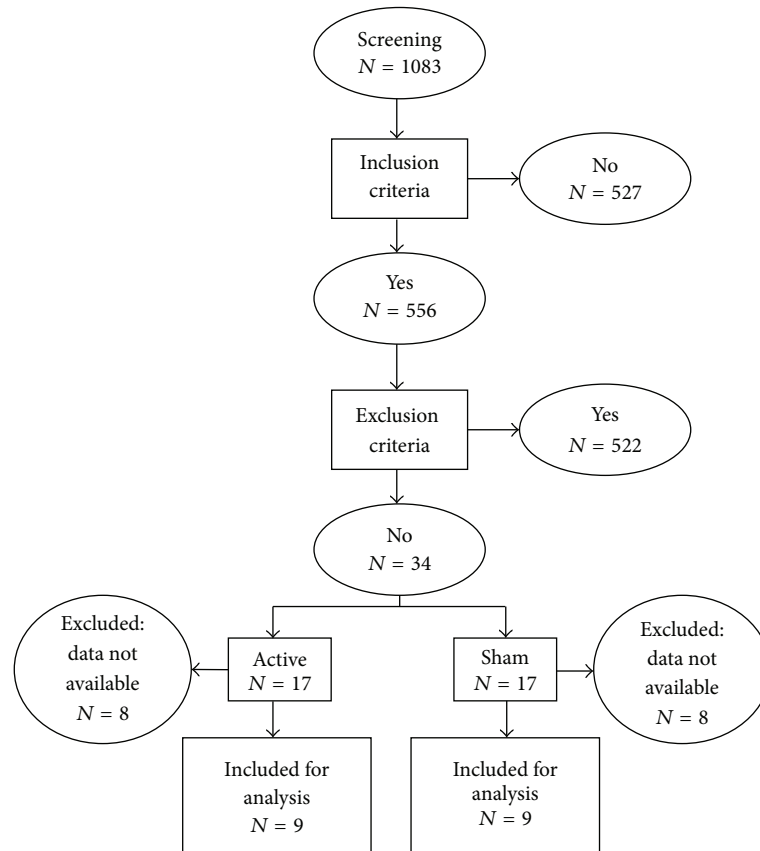 Screening
N = 1083
Inclusion
criteria
No
N = 527
Yes
N = 556
Exclusion
criteria
Yes
N = 522
No
N = 34
Excluded:
data not
available
N = 8
Active
N = 17
Sham
N = 17
Excluded:
data not
available
N = 8
Included for
analysis
N = 9
Included for
analysis
N = 9